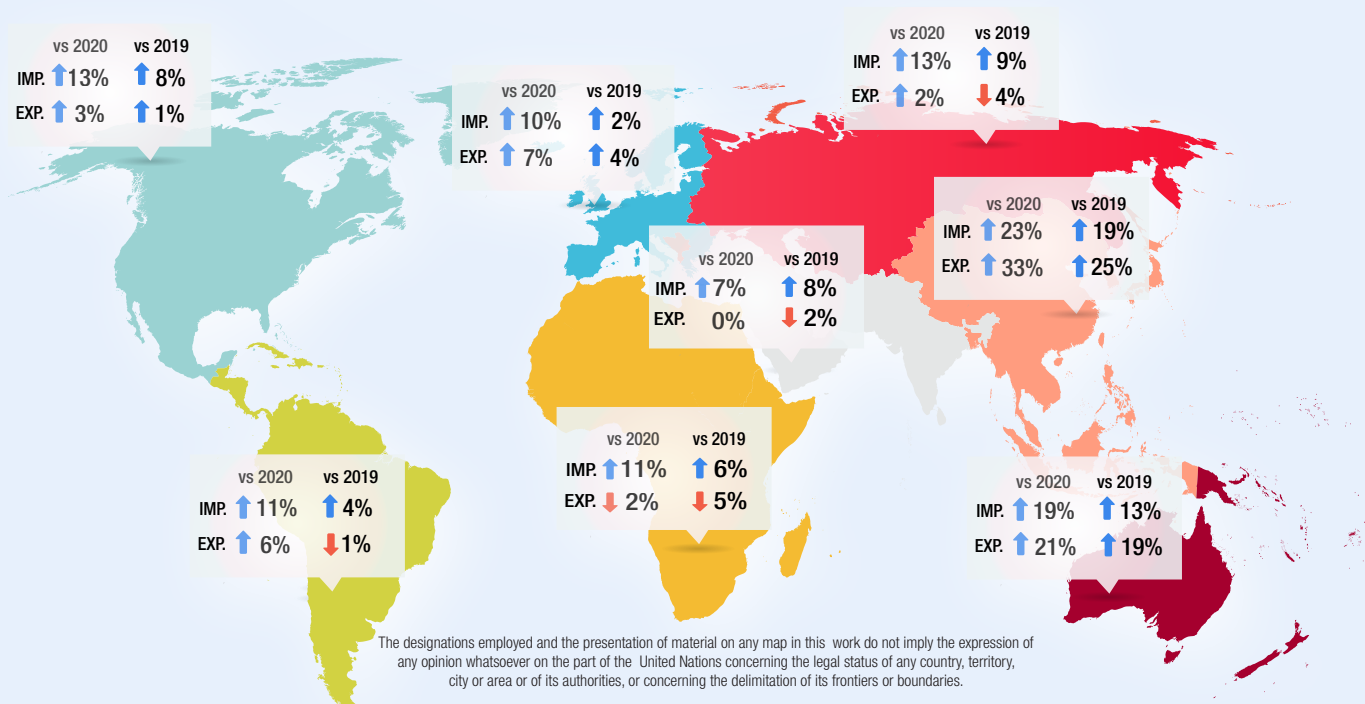 vs 2020 vs 2019
IMP. 13% 8%
EXP. 3% 1%
vs 2020 vs 2019
IMP. 10% 2%
EXP. 7% 4%
vs 2020 vs 2019
IMP. 13% 9%
EXP. 2% 4%
vs 2020 vs 2019
IMP. 23% 19%
EXP. 33% 25%
vs 2020 vs 2019
IMP. 7% 8%
EXP. 0% 2%
vs 2020 vs 2019
IMP. 11% 6%
EXP. 2% 5%
vs 2020 vs 2019
IMP. 11% 4%
EXP. 6% 1%
vs 2020 vs 2019
IMP. 19% 13%
EXP. 21% 19%
The designations employed and the presentation of material on any map in this work do not imply the expression of
any opinion whatsoever on the part of the United Nations concerning the legal status of any country, territory,
city or area or of its authorities, or concerning the delimitation of its frontiers or boundaries.